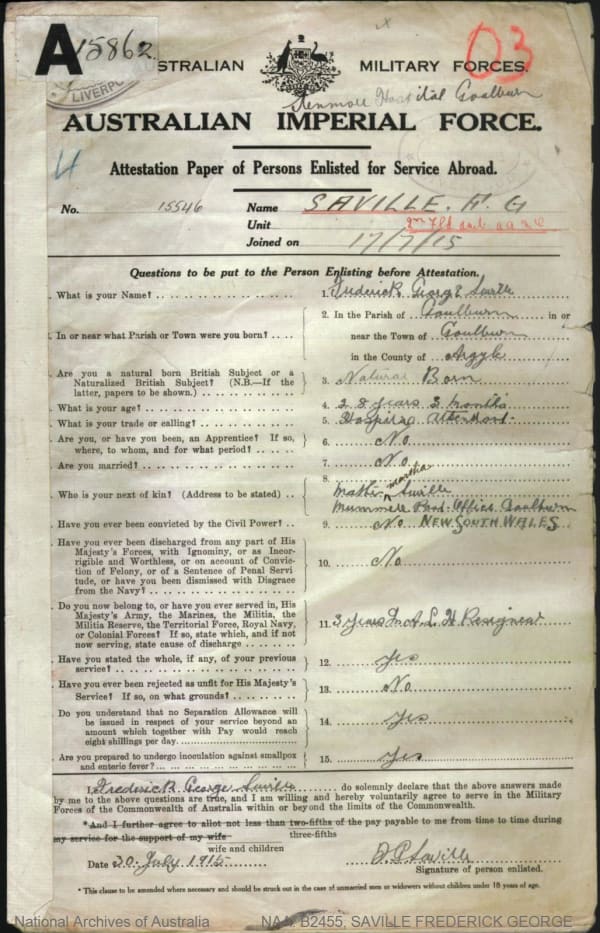 A 15862
AUSTRALIAN MILITARY FORCES. 03
LIVERPOOL
Kenmore Hospital Goulburn
AUSTRALIAN IMPERIAL FORCE.
4
Attestation Paper of Persons Enlisted for Service Abroad.
No. 15546 Name SAVILLE. F. G
Unit
Joined on 17/7/15
Questions to be put to the Person Enlisting before Attestation.
. What is your Name? 1. Frederick George Saville
. In or near what Parish or Town were you born? 2. In the Parish of Goulburn in or
near the Town of Goulburn
in the County of Argyle
. Are you a natural born British Subject or a
Naturalized British Subject? (N.B.—If the
latter, papers to be shown.) 3. Natural Born
. What is your age? 4. 28 years 3 months
. What is your trade or calling? 5. Hospital Attendant.
. Are you, or have you been, an Apprentice? If so,
where, to whom, and for what period? 6. No.
. Are you married? 7. No
. Who is your next of kin? (Address to be stated) 8. Mother Martha Saville
Mummell Post Office Goulburn
NEW SOUTH WALES
. Have you ever been convicted by the Civil Power? 9. No
. Have you ever been discharged from any part of His
Majesty's Forces, with Ignominy, or as Incor-
rigible and Worthless, or on account of Convic-
tion of Felony, or of a Sentence of Penal Servi-
tude, or have you been dismissed with Disgrace
from the Navy? 10. No
. Do you now belong to, or have you ever served in, His
Majesty's Army, the Marines, the Militia, the
Militia Reserve, the Territorial Force, Royal Navy,
or Colonial Forces? If so, state which, and if not
now serving, state cause of discharge 11. 3 years A. L. H Resigned
. Have you stated the whole, if any, of your previous
service? 12. Yes
. Have you ever been rejected as unfit for His Majesty's
Service? If so, on what grounds? 13. No
. Do you understand that no Separation Allowance will
be issued in respect of your service beyond an
amount which together with Pay would reach
eight shillings per day. 14. Yes
. Are you prepared to undergo inoculation against smallpox
and enteric fever? 15. Yes
I, Frederick George Saville do solemnly declare that the above answers made
by me to the above questions are true, and I am willing and hereby voluntarily agree to serve in the Military
Forces of the Commonwealth of Australia within or beyond the limits of the Commonwealth.
*And I further agree to allot not less than two-fifths of the pay payable to me from time to time during
three-fifths
my service for the support of my wife
wife and children
Date 30 July 1915 F. G Saville
Signature of person enlisted.
* This clause to be amended where necessary and should be struck out in the case of unmarried men or widowers without children under 18 years of age.
National Archives of Australia NAA: B2455, SAVILLE FREDERICK GEORGE